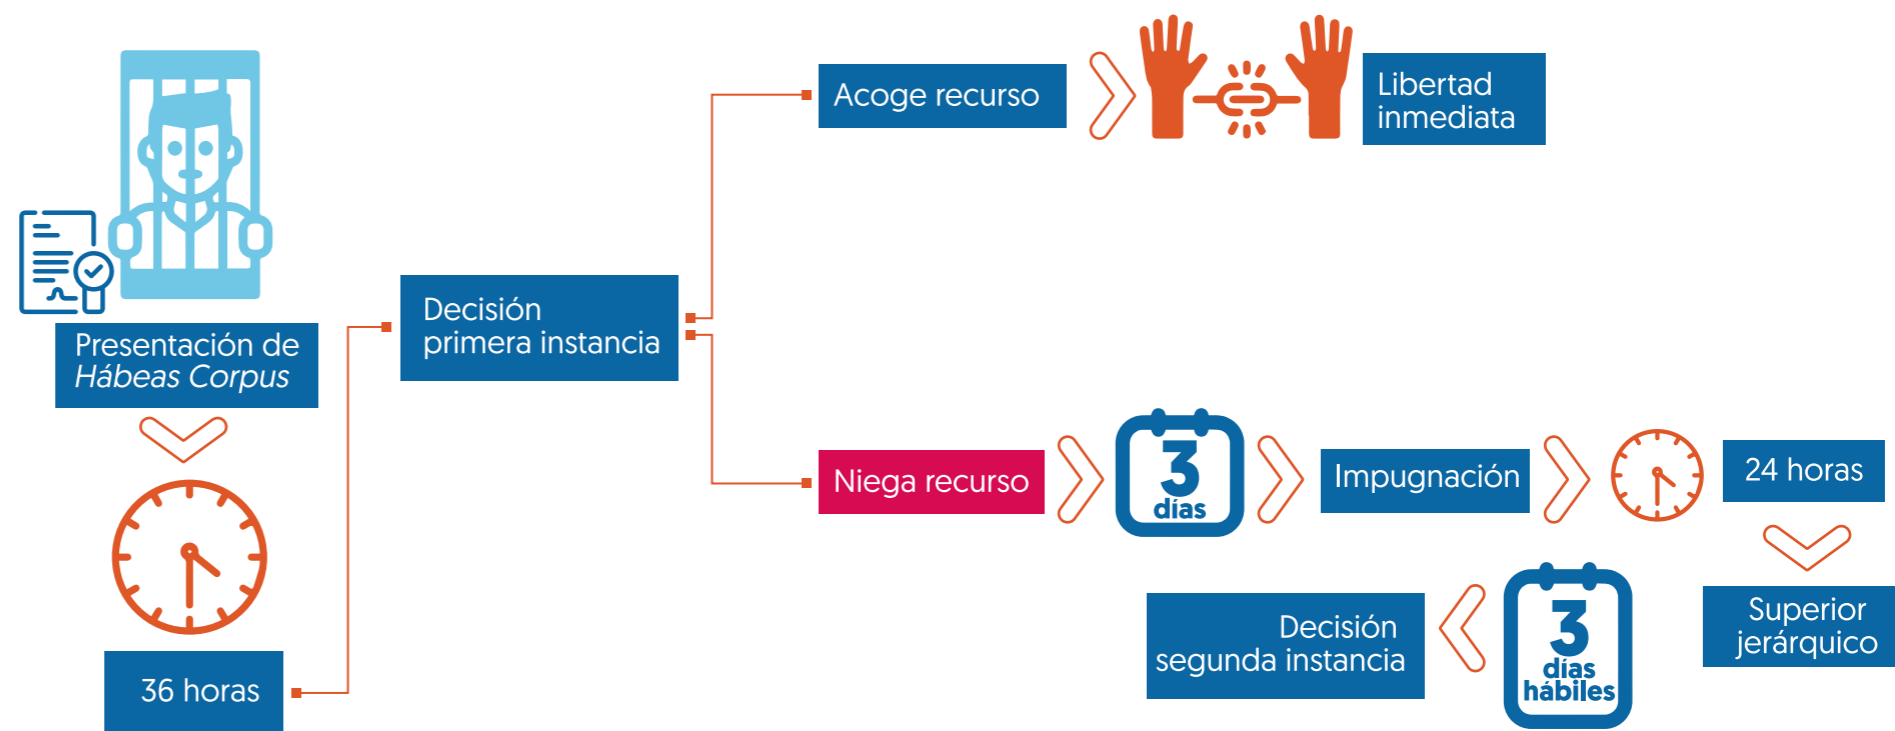 Presentación de
Hábeas Corpus
36 horas
Decisión
primera instancia
Acoge recurso
Libertad
inmediata
Niega recurso
3
días
Impugnación
24 horas
Superior
jerárquico
3
días
hábiles
Decisión
segunda instancia